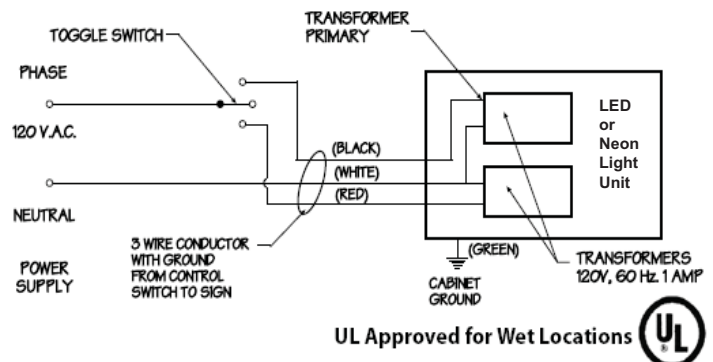 TRANSFORMER
PRIMARY
TOGGLE SWITCH
PHASE
120 V.A.C.
NEUTRAL
POWER
SUPPLY
(BLACK)
(WHITE)
(RED)
3 WIRE CONDUCTOR
WITH GROUND
FROM CONTROL
SWITCH TO SIGN
LED
or
Neon
Light
Unit
(GREEN)
CABINET
GROUND
TRANSFORMERS
120V, 60 Hz. 1 AMP
UL Approved for Wet Locations
UL
®